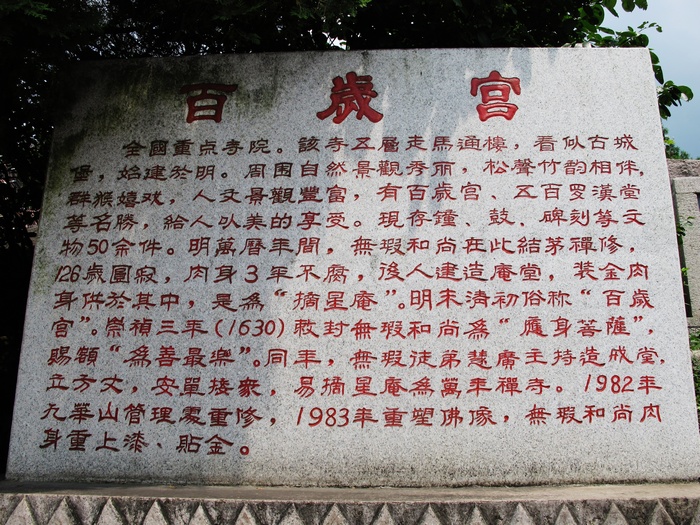 百歲宫
全國重点寺院。該寺五層走馬通樓，看似古城
堡，始建於明。周围自然景觀秀丽，松聲竹韵相伴，
群猴嬉戏，人文景觀豐富，有百歲宫、五百罗漢堂
等名勝，給人以美的享受。現存鐘、鼓、碑刻等文
物50余件。明萬曆年間，無瑕和尚在此結茅禪修，
126歲圓寂，肉身3年不腐，後人建造庵堂，装金肉
身供於其中，是為“摘星庵”。明末清初俗称“百歲
宫”。崇禎三年(1630)敕封無瑕和尚為“應身菩薩”，
赐額“為善最樂”。同年，無瑕徒弟慧廣主持造戒堂，
立方丈，安單接衆，易摘星庵為萬年禪寺。1982年
九華山管理處重修，1983年重塑佛像，無瑕和尚肉
身重上漆、貼金。